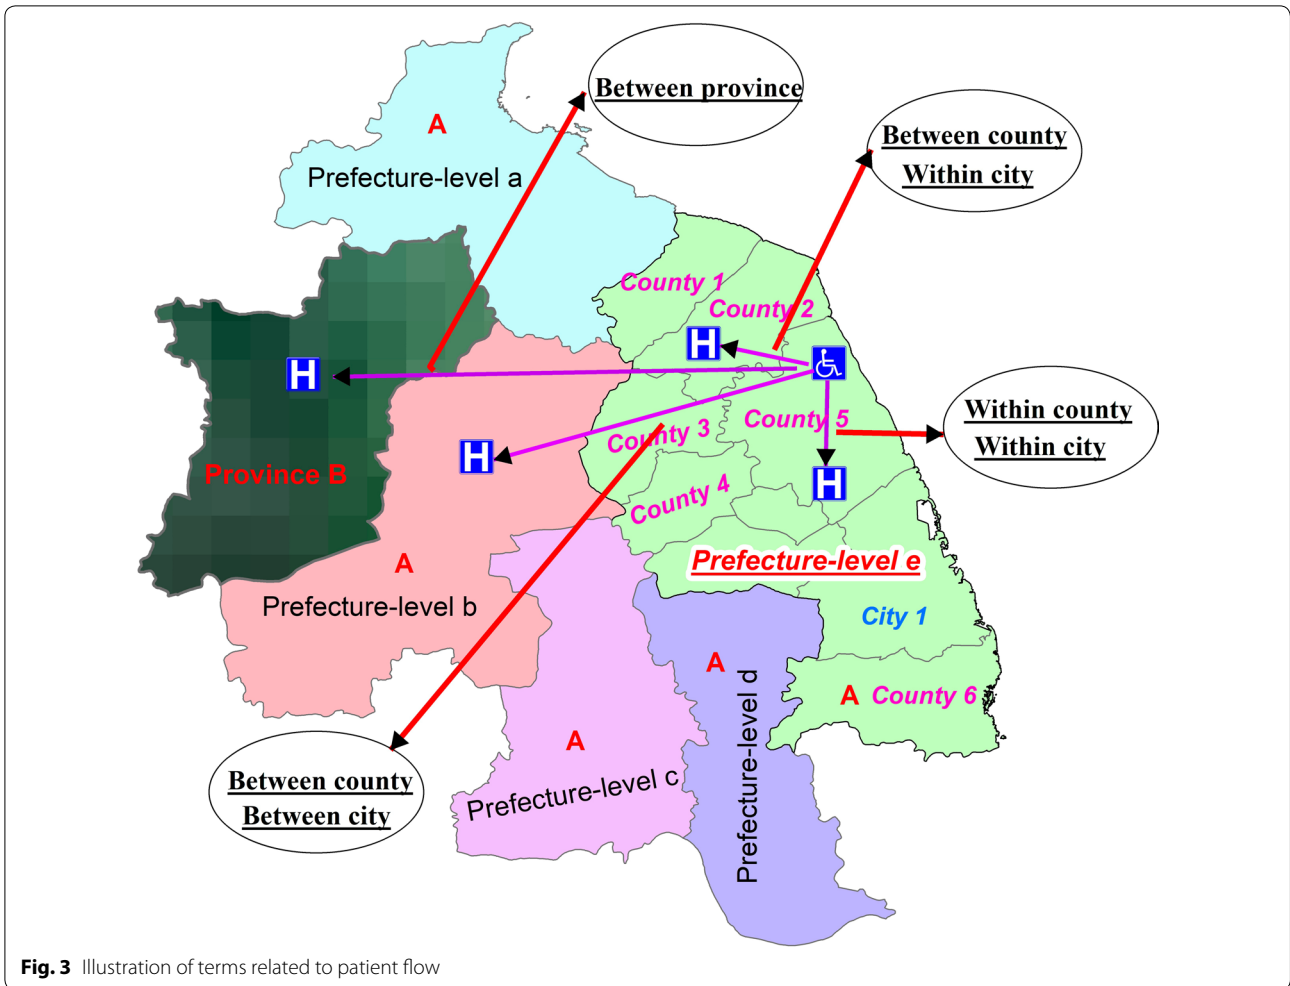 Between province
A
Between county
Within city
Prefecture-level a
County 1
County 2
H
H
Within county
Within city
County 5
County 3
H
Province B
H
County 4
A
Prefecture-level e
Prefecture-level b
City 1
A
Prefecture-level d
A County 6
A
Prefecture-level c
Between county
Between city
Fig. 3 Illustration of terms related to patient flow